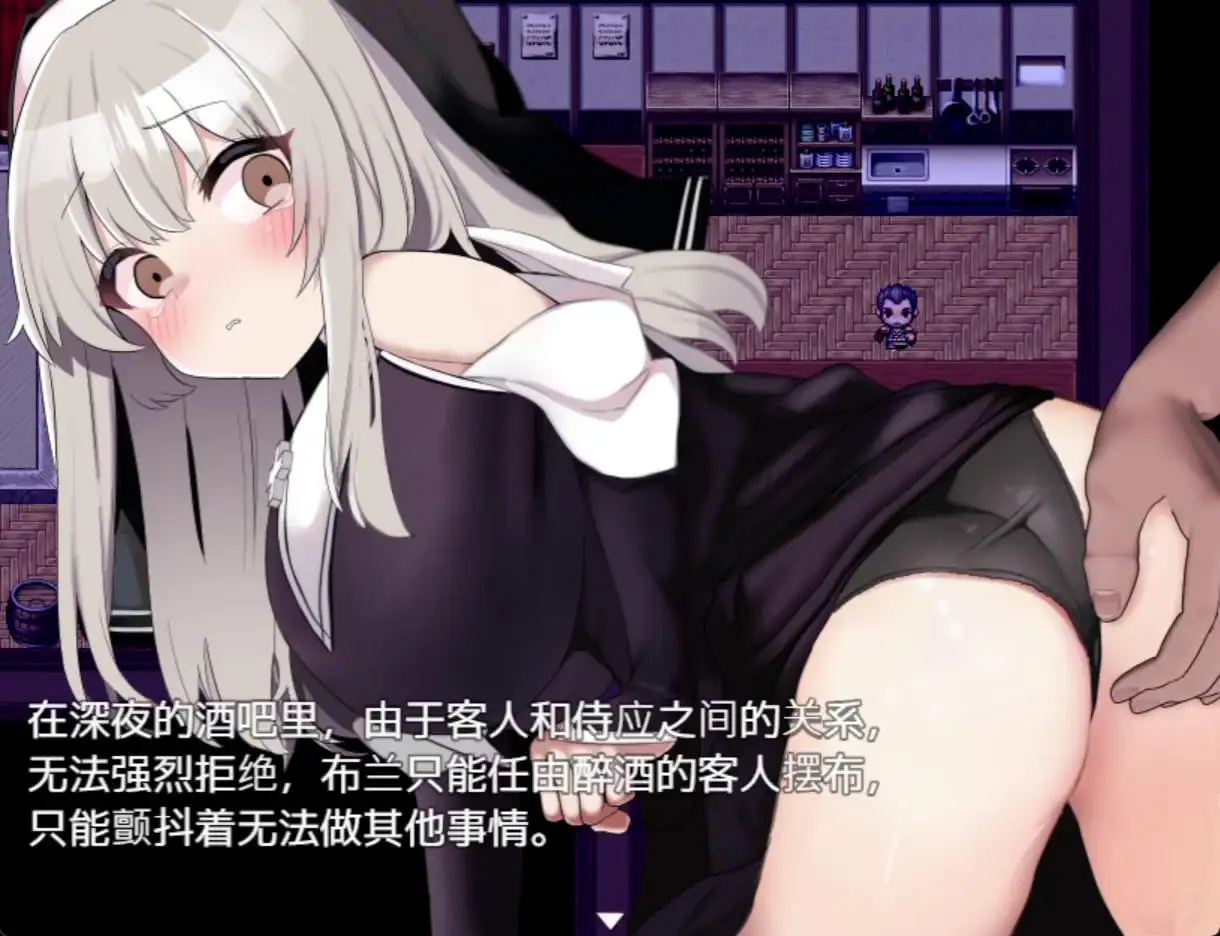 在深夜的酒吧里，由于客人和侍应之间的关系，
无法强烈拒绝，布兰只能任由醉酒的客人摆布，
只能颤抖着无法做其他事情。